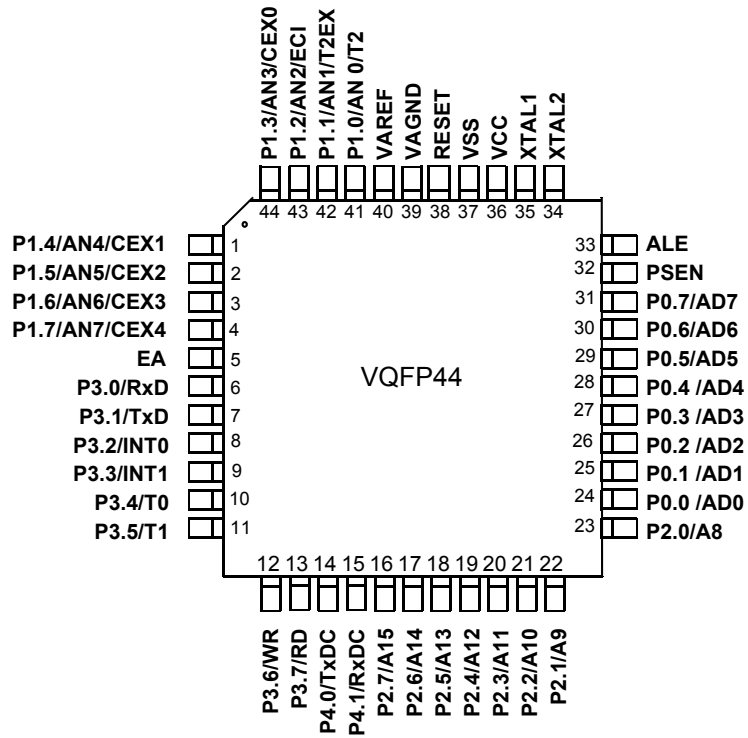 P1.3/AN3/CEX0
P1.2/AN2/ECI
P1.1/AN1/T2EX
P1.0/AN 0/T2
VAREF
VAGND
RESET
VSS
VCC
XTAL1
XTAL2
44 43 42 41 40 39 38 37 36 35 34
P1.4/AN4/CEX1 1
P1.5/AN5/CEX2 2
P1.6/AN6/CEX3 3
P1.7/AN7/CEX4 4
EA 5
P3.0/RxD 6
P3.1/TxD 7
P3.2/INT0 8
P3.3/INT1 9
P3.4/T0 10
P3.5/T1 11
VQFP44
33 ALE
32 PSEN
31 P0.7/AD7
30 P0.6/AD6
29 P0.5/AD5
28 P0.4 /AD4
27 P0.3 /AD3
26 P0.2 /AD2
25 P0.1 /AD1
24 P0.0 /AD0
23 P2.0/A8
12 13 14 15 16 17 18 19 20 21 22
P3.6/WR
P3.7/RD
P4.0/TxDC
P4.1/RxDC
P2.7/A15
P2.6/A14
P2.5/A13
P2.4/A12
P2.3/A11
P2.2/A10
P2.1/A9